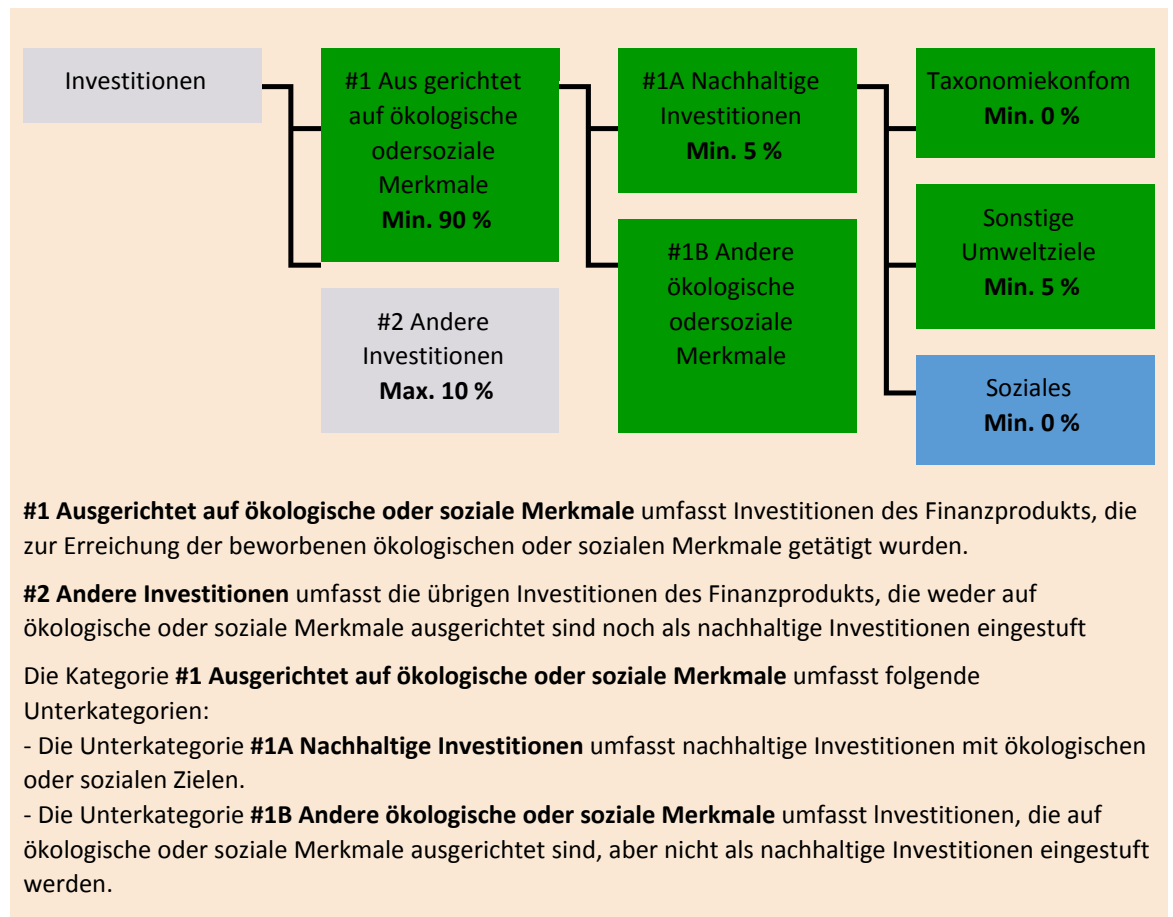 Investitionen
#1 Aus gerichtet
auf ökologische
odersoziale
Merkmale
Min. 90 %
#2 Andere
Investitionen
Max. 10 %
#1A Nachhaltige
Investitionen
Min. 5 %
#1B Andere
ökologische
odersoziale
Merkmale
Taxonomiekonfom
Min. 0 %
Sonstige
Umweltziele
Min. 5 %
Soziales
Min. 0 %
#1 Ausgerichtet auf ökologische oder soziale Merkmale umfasst Investitionen des Finanzprodukts, die
zur Erreichung der beworbenen ökologischen oder sozialen Merkmale getätigt wurden.
#2 Andere Investitionen umfasst die übrigen Investitionen des Finanzprodukts, die weder auf
ökologische oder soziale Merkmale ausgerichtet sind noch als nachhaltige Investitionen eingestuft
Die Kategorie #1 Ausgerichtet auf ökologische oder soziale Merkmale umfasst folgende
Unterkategorien:
- Die Unterkategorie #1A Nachhaltige Investitionen umfasst nachhaltige Investitionen mit ökologischen
oder sozialen Zielen.
- Die Unterkategorie #1B Andere ökologische oder soziale Merkmale umfasst lnvestitionen, die auf
ökologische oder soziale Merkmale ausgerichtet sind, aber nicht als nachhaltige Investitionen eingestuft
werden.